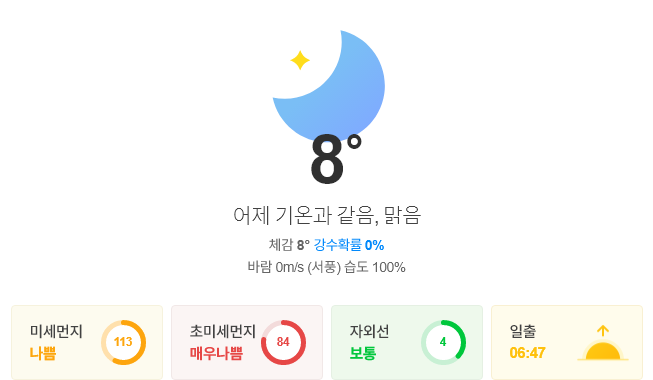 8°
어제 기온과 같음, 맑음
체감 8° 강수확률 0%
바람 0m/s (서풍) 습도 100%
미세먼지
나쁨
113
초미세먼지
매우나쁨
84
자외선
보통
4
일출
06:47